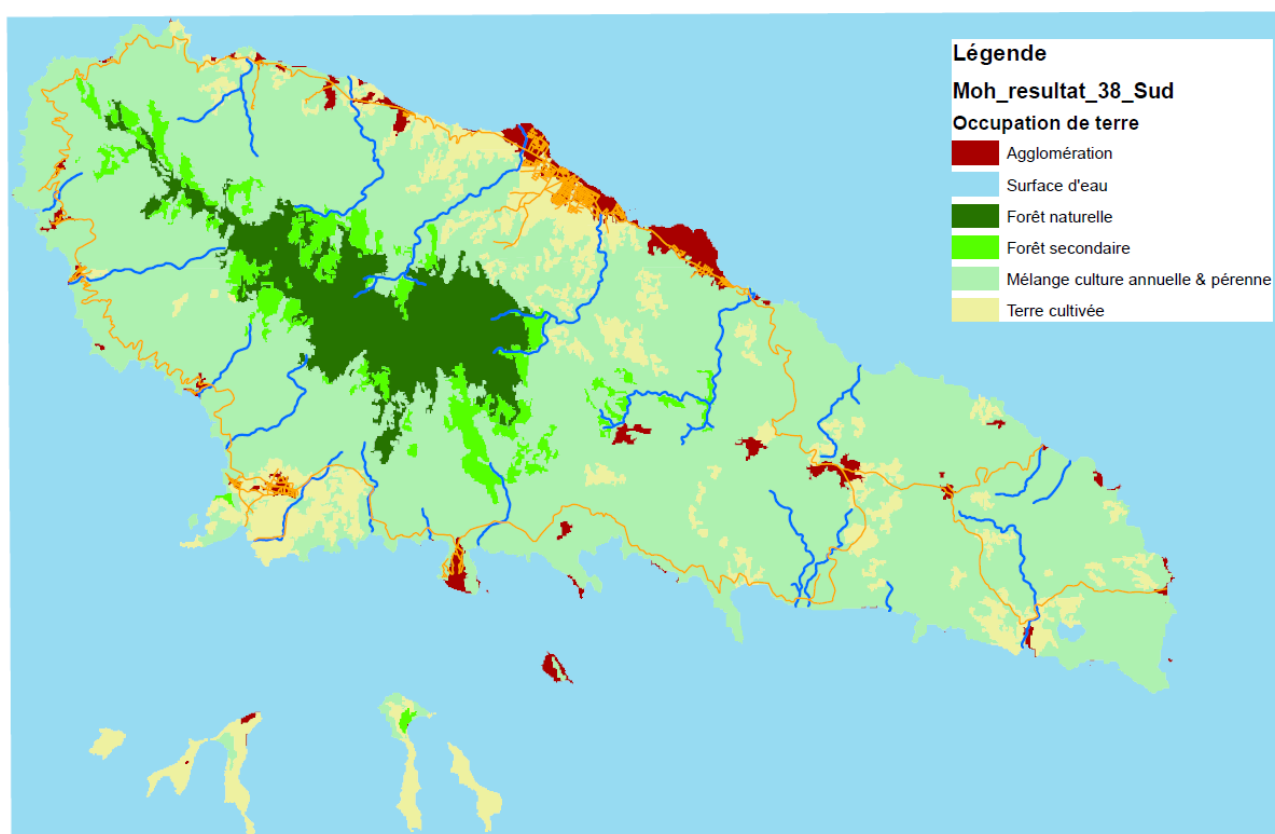 Légende
Moh_resultat_38_Sud
Occupation de terre
Agglomération
Surface d'eau
Forêt naturelle
Forêt secondaire
Mélange culture annuelle & pérenne
Terre cultivée